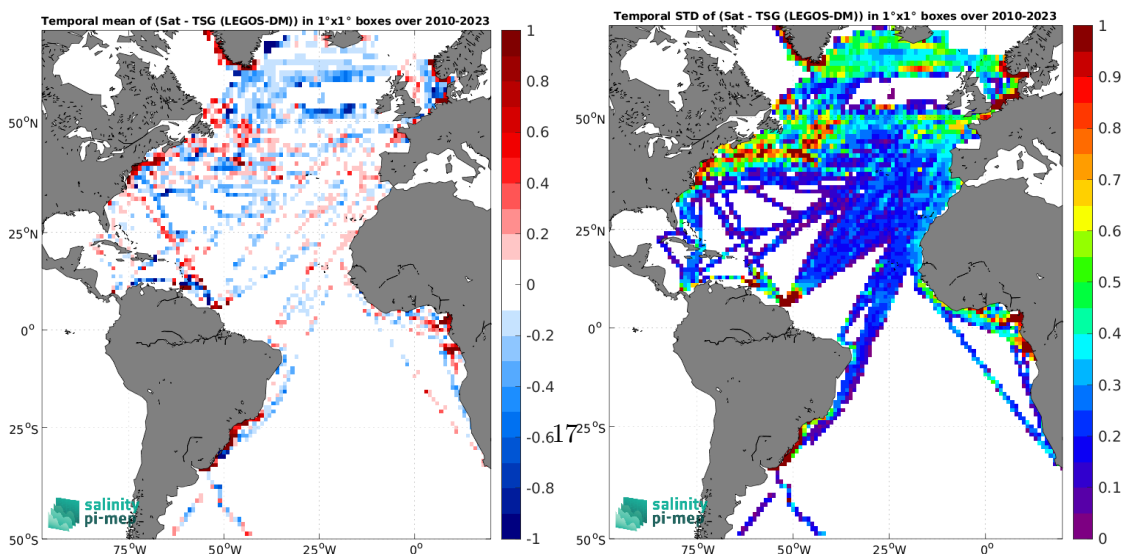 Temporal mean of (Sat - TSG (LEGOS-DM)) in 1°x1° boxes over 2010-2023
50°N
25°N
0°
25°S
50°S
75°W
50°W
25°W
0°
1
0.8
0.6
0.4
0.2
0
-0.2
-0.4
-0.6
-0.8
-1
salinity
pi-mep
17
Temporal STD of (Sat - TSG (LEGOS-DM)) in 1°x1° boxes over 2010-2023
50°N
25°N
0°
25°S
50°S
75°W
50°W
25°W
0°
1
0.9
0.8
0.7
0.6
0.5
0.4
0.3
0.2
0.1
0
salinity
pi-mep